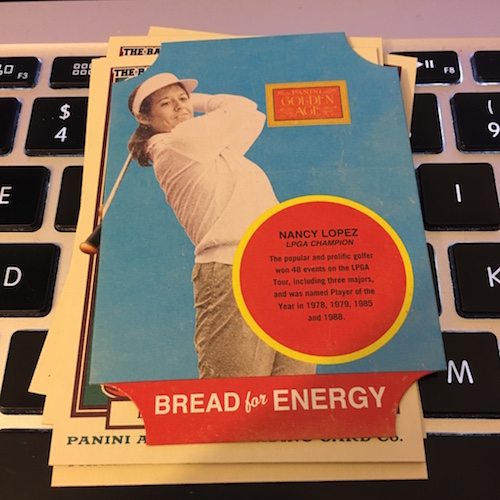 F3
F8
$
4
(
9
E
I
D
K
M
THE·BA
THE·BA
PANINI
GOLDEN
AGE
NANCY LOPEZ
LPGA CHAMPION
The popular and prolific golfer
won 48 events on the LPGA
Tour, including three majors,
and was named Player of the
Year in 1978, 1979, 1985
and 1988.
BREAD for ENERGY
PANINI A CARD CO.